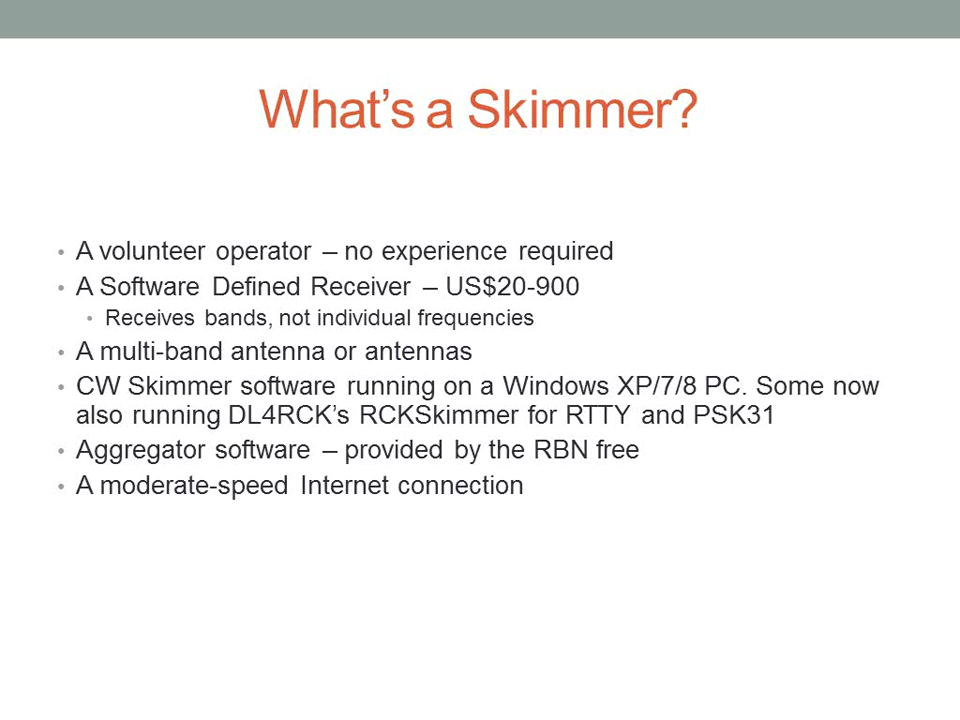 What’s a Skimmer?
• A volunteer operator – no experience required
• A Software Defined Receiver – US$20-900
• Receives bands, not individual frequencies
• A multi-band antenna or antennas
• CW Skimmer software running on a Windows XP/7/8 PC. Some now
also running DL4RCK’s RCKSkimmer for RTTY and PSK31
• Aggregator software – provided by the RBN free
• A moderate-speed Internet connection